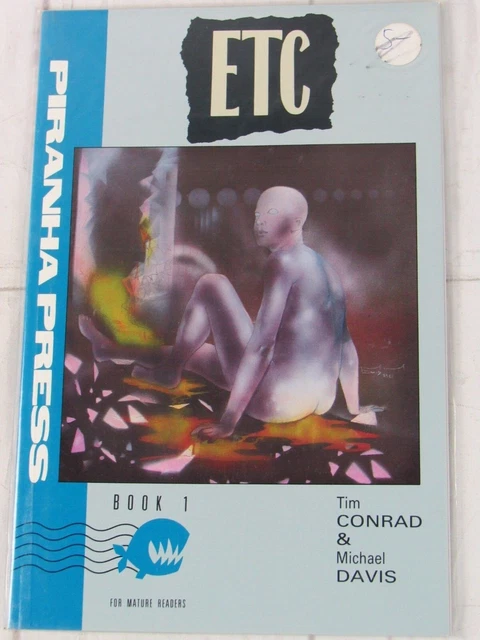 ETC
PIRANHA PRESS
BOOK 1
Tim
CONRAD
&
Michael
DAVIS
FOR MATURE READERS